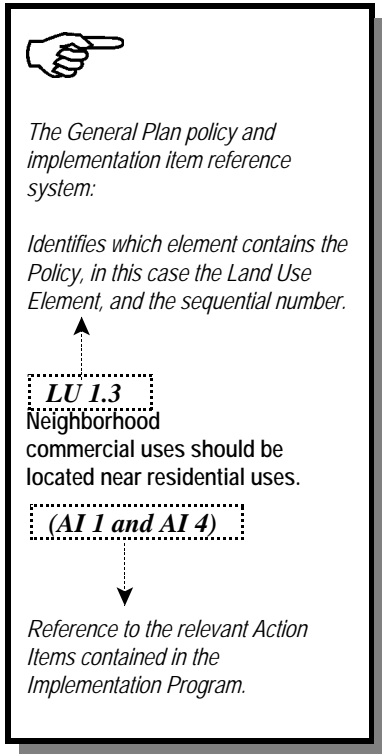 The General Plan policy and
implementation item reference
system:
Identifies which element contains the
Policy, in this case the Land Use
Element, and the sequential number.
LU 1.3
Neighborhood
commercial uses should be
located near residential uses.
(AI 1 and AI 4)
Reference to the relevant Action
Items contained in the
Implementation Program.